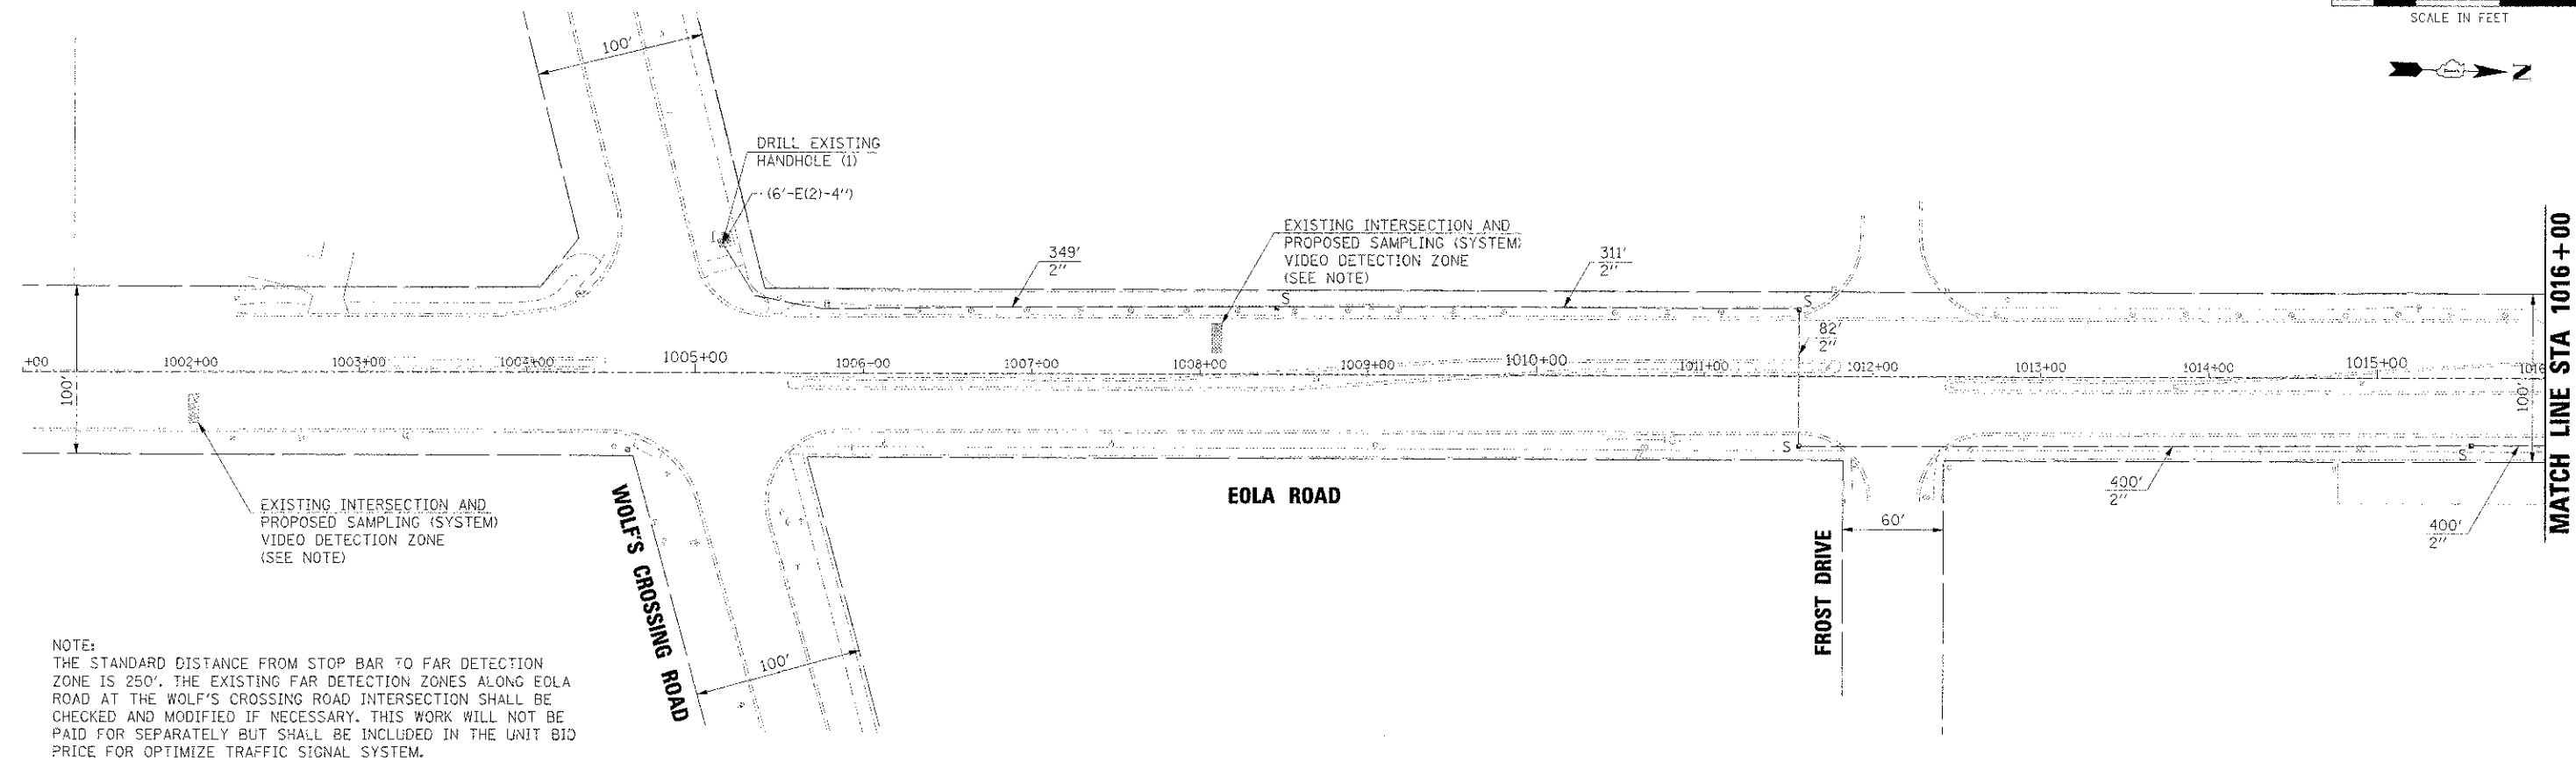 SCALE IN FEET
Z
100'
DRILL EXISTING
HANDHOLE (1)
(6'-E(2)-4")
EXISTING INTERSECTION AND
PROPOSED SAMPLING (SYSTEM)
VIDEO DETECTION ZONE
(SEE NOTE)
349'
2"
311'
2"
S
S
82'
2"
+00
1002+00
1003+00
1004+00
1005+00
1006+00
1007+00
1008+00
1009+00
1010+00
1011+00
1012+00
1013+00
1014+00
1015+00
1016
MATCH LINE STA 1016+00
100'
100'
S
S
EXISTING INTERSECTION AND
PROPOSED SAMPLING (SYSTEM)
VIDEO DETECTION ZONE
(SEE NOTE)
WOLF'S CROSSING ROAD
EOLA ROAD
FROST DRIVE
60'
400'
2"
400'
2"
100'
NOTE:
THE STANDARD DISTANCE FROM STOP BAR TO FAR DETECTION
ZONE IS 250'. THE EXISTING FAR DETECTION ZONES ALONG EOLA
ROAD AT THE WOLF'S CROSSING ROAD INTERSECTION SHALL BE
CHECKED AND MODIFIED IF NECESSARY. THIS WORK WILL NOT BE
PAID FOR SEPARATELY BUT SHALL BE INCLUDED IN THE UNIT BID
PRICE FOR OPTIMIZE TRAFFIC SIGNAL SYSTEM.